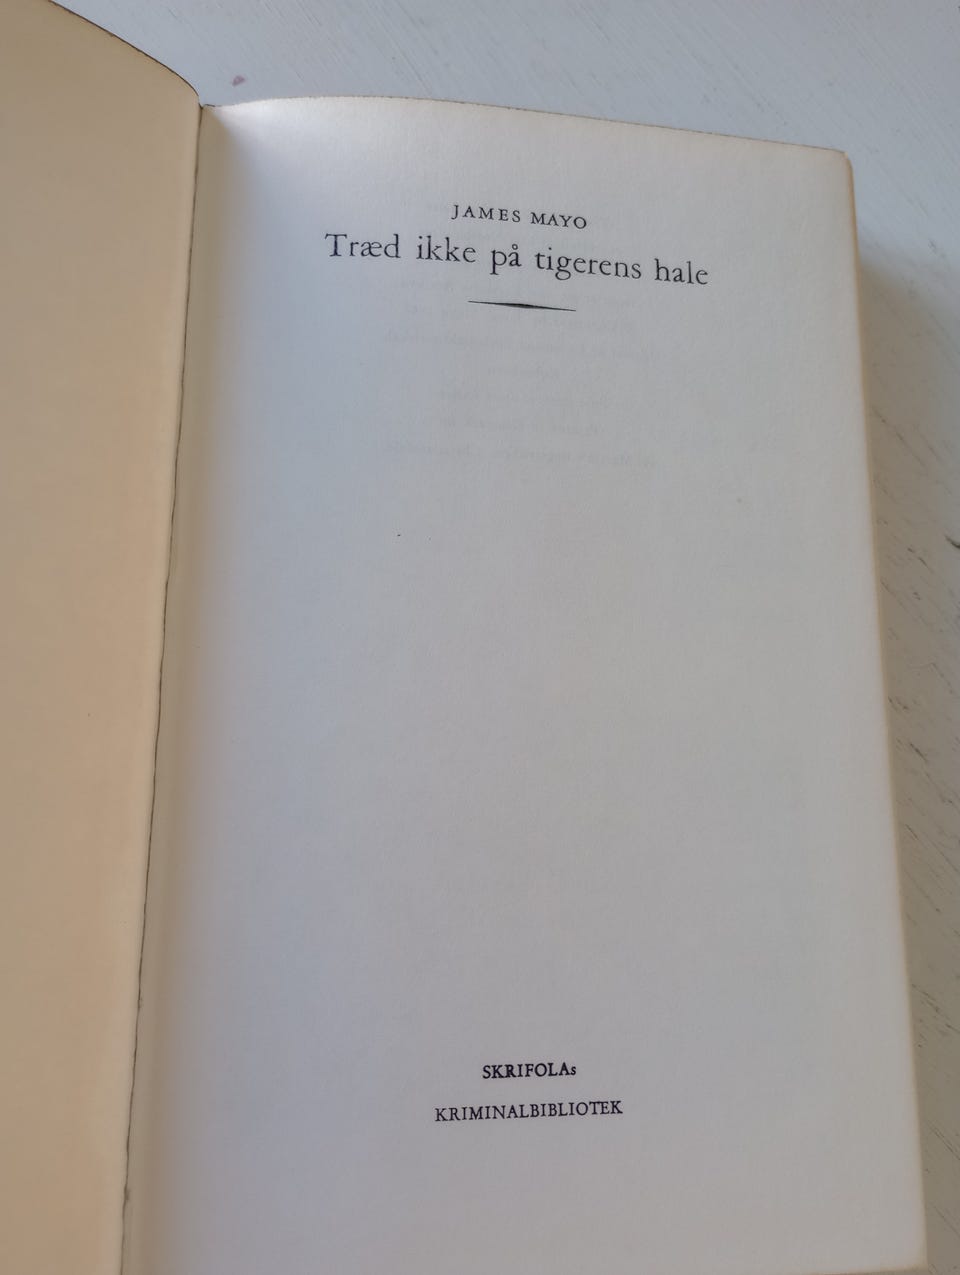 JAMES MAYO
Træd ikke på tigerens hale
SKRIFOLAs
KRIMINALBIBLIOTEK